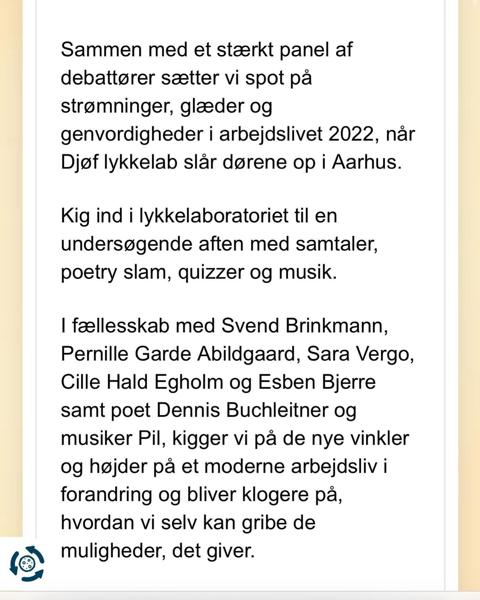 Sammen med et stærkt panel af
debattører sætter vi spot på
strømninger, glæder og
genvordigheder i arbejdslivet 2022, når
Djøf lykkelab slår dørene op i Aarhus.
Kig ind i lykkelaboratoriet til en
undersøgende aften med samtaler,
poetry slam, quizzer og musik.
I fællesskab med Svend Brinkmann,
Pernille Garde Abildgaard, Sara Vergo,
Cille Hald Egholm og Esben Bjerre
samt poet Dennis Buchleitner og
musiker Pil, kigger vi på de nye vinkler
og højder på et moderne arbejdsliv i
forandring og bliver klogere på,
hvordan vi selv kan gribe de
muligheder, det giver.